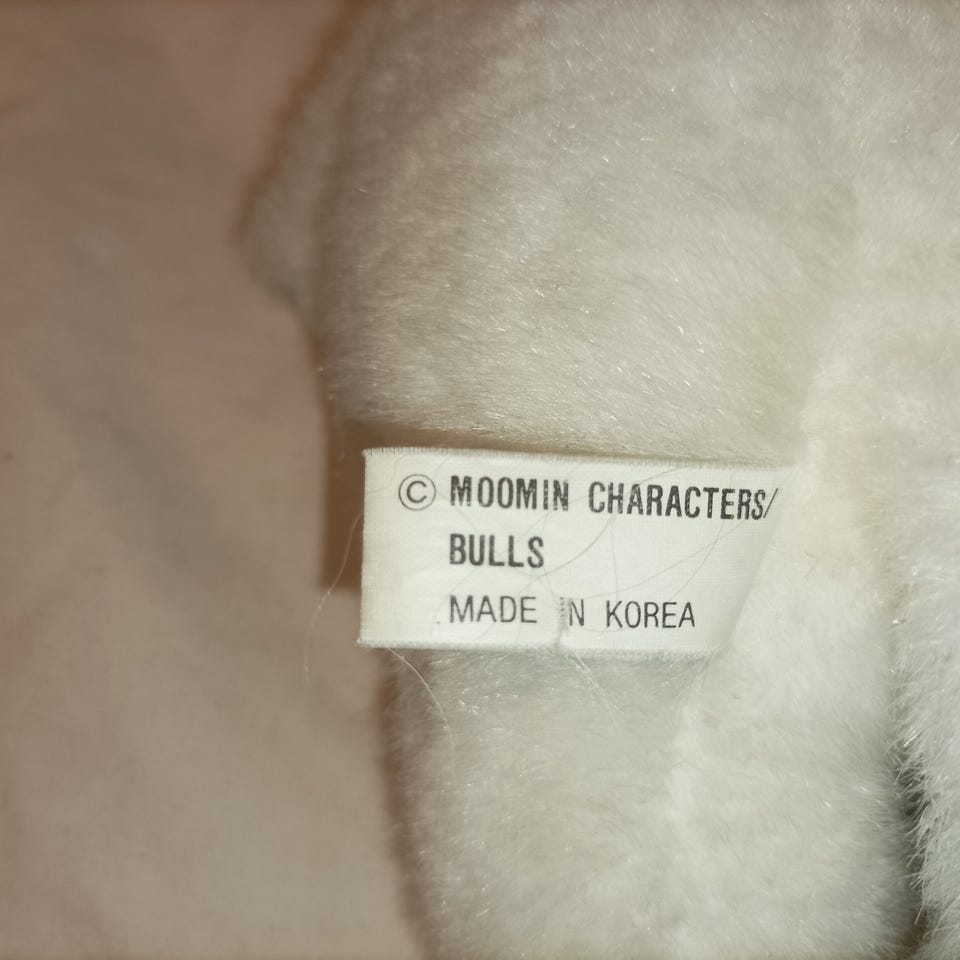 © MOOMIN CHARACTERS/
BULLS
MADE IN KOREA